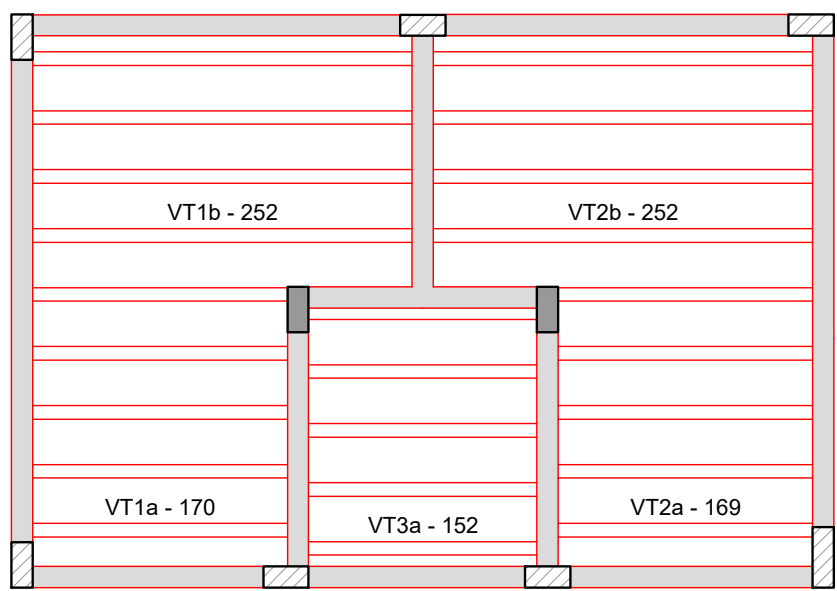 VT1b - 252
VT2b - 252
VT1a - 170
VT3a - 152
VT2a - 169